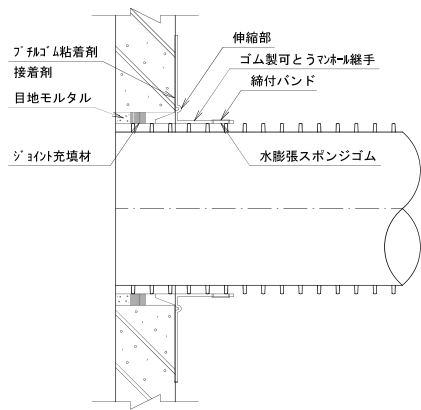 伸縮部
ﾌﾞﾁﾙｺﾞﾑ粘着剤
ゴム製可とうﾏﾝﾎｰﾙ継手
接着剤
締付バンド
目地モルタル
ｼﾞｮｲﾝﾄ充填材
水膨張スポンジゴム